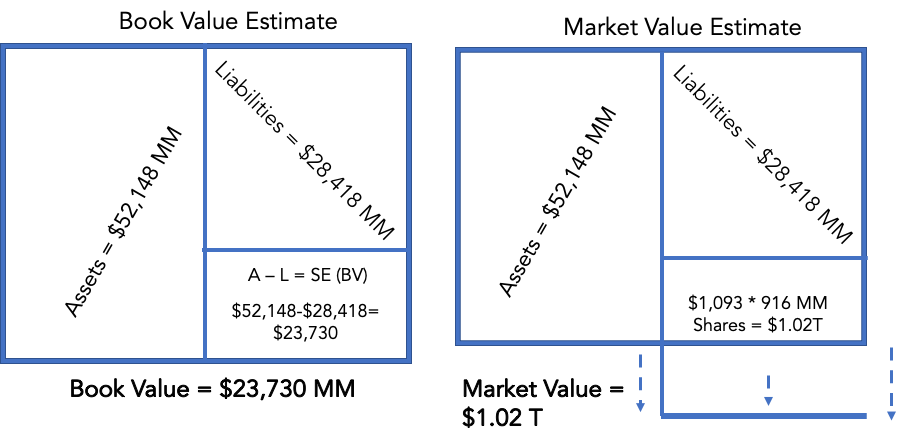 Book Value Estimate
Assets = $52,148 MM
Liabilities = $28,418 MM
A – L = SE (BV)
$52,148-$28,418=
$23,730
Book Value = $23,730 MM
Market Value Estimate
Assets = $52,148 MM
Liabilities = $28,418 MM
$1,093 * 916 MM
Shares = $1.02T
Market Value =
$1.02 T